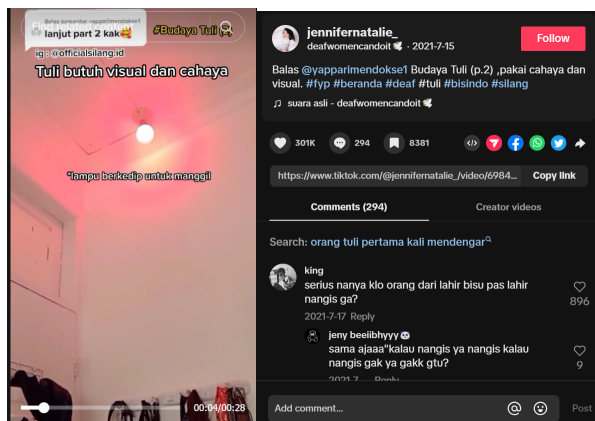 Balas komentar yapparimendokse1
Find related content
lanjut part 2 kak
#Budaya Tuli (2)
ig : @officialsilang.id
Tuli butuh visual dan cahaya
*lampu berkedip untuk manggil
00:04/00:28
jennifernatalie_
deafwomencandoit · 2021-7-15
Follow
Balas @yapparimendokse1 Budaya Tuli (p.2) ,pakai cahaya dan
visual. #fyp #beranda #deaf #tuli #bisindo #silang
♫ suara asli - deafwomencandoit
301K
294
8381
https://www.tiktok.com/@jennifernatalie_/video/6984...
Copy link
Comments (294)
Creator videos
Search: orang tuli pertama kali mendengar
king
serius nanya klo orang dari lahir bisu pas lahir
nangis ga?
896
2021-7-17 Reply
jeny beeiibhyyy
sama ajaaa"kalau nangis ya nangis kalau
nangis gak ya gakk gtu?
9
Reply
Add comment...
Post